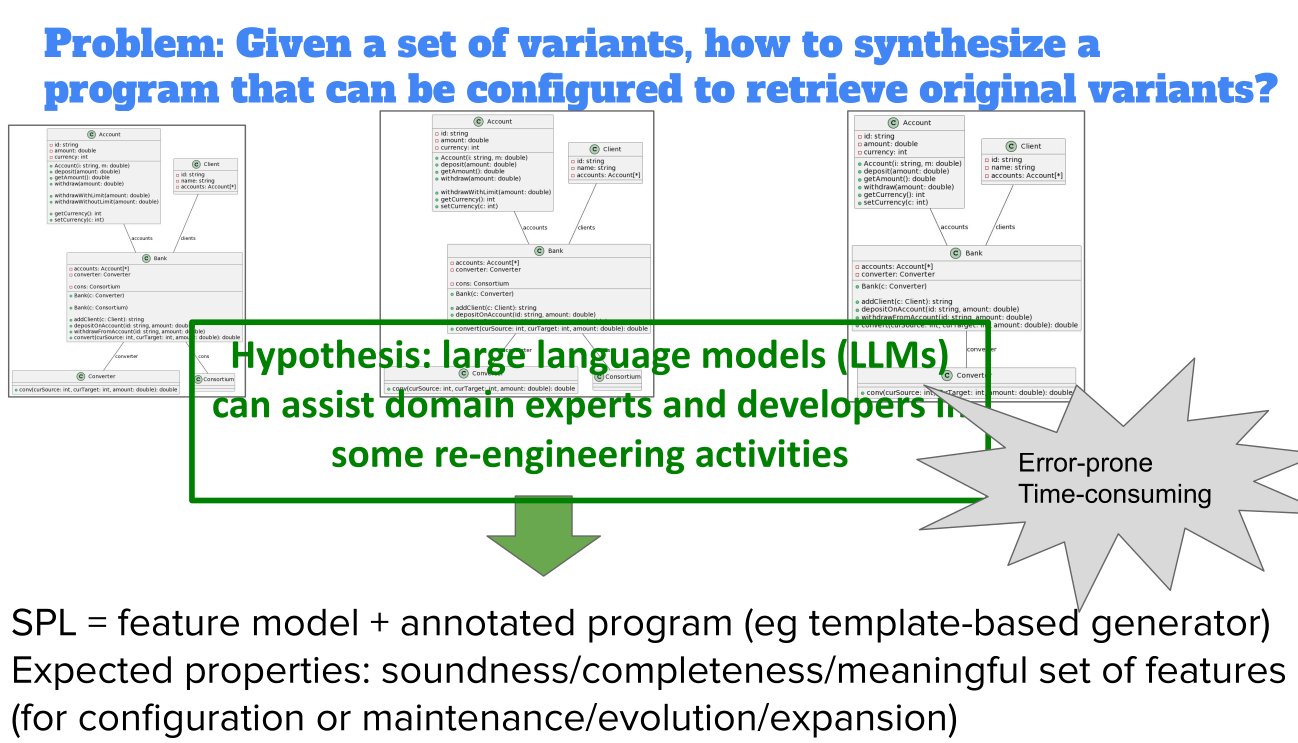 Problem: Given a set of variants, how to synthesize a
program that can be configured to retrieve original variants?
C Account
id: string
amount: double
currency: int
Account(i: string, m: double)
deposit(amount: double)
getAmount(): double
withdraw(amount: double)
withdrawWithLimit(amount: double)
withdrawWithoutLimit(amount: double)
getCurrency(): int
setCurrency(c: int)
C Client
id: string
name: string
accounts: Account[*]
accounts
clients
C Bank
accounts: Account[*]
converter: Converter
cons: Consortium
Bank(c: Converter)
Bank(c: Consortium)
addClient(c: Client): string
depositOnAccount(id: string, amount: double)
withdrawFromAccount(id: string, amount: double)
convert(curSource: int, curTarget: int, amount: double): double
converter
cons
C Converter
conv(curSource: int, curTarget: int, amount: double): double
C Consortium
C Account
id: string
amount: double
currency: int
Account(i: string, m: double)
deposit(amount: double)
getAmount(): double
withdraw(amount: double)
withdrawWithLimit(amount: double)
getCurrency(): int
setCurrency(c: int)
C Client
id: string
name: string
accounts: Account[*]
accounts
clients
C Bank
accounts: Account[*]
converter: Converter
cons: Consortium
Bank(c: Converter)
addClient(c: Client): string
depositOnAccount(id: string, amount: double)
convert(curSource: int, curTarget: int, amount: double): double
conv(curSource: int, curTarget: int, amount: double): double
C Consortium
C Account
id: string
amount: double
currency: int
Account(i: string, m: double)
deposit(amount: double)
getAmount(): double
withdraw(amount: double)
getCurrency(): int
setCurrency(c: int)
C Client
id: string
name: string
accounts: Account[*]
accounts
clients
C Bank
accounts: Account[*]
converter: Converter
Bank(c: Converter)
addClient(c: Client): string
depositOnAccount(id: string, amount: double)
withdrawFromAccount(id: string, amount: double)
convert(curSource: int, curTarget: int, amount: double): double
converter
C Converter
conv(curSource: int, curTarget: int, amount: double): double
Hypothesis: large language models (LLMs)
can assist domain experts and developers in
some re-engineering activities
Error-prone
Time-consuming
SPL = feature model + annotated program (eg template-based generator)
Expected properties: soundness/completeness/meaningful set of features
(for configuration or maintenance/evolution/expansion)